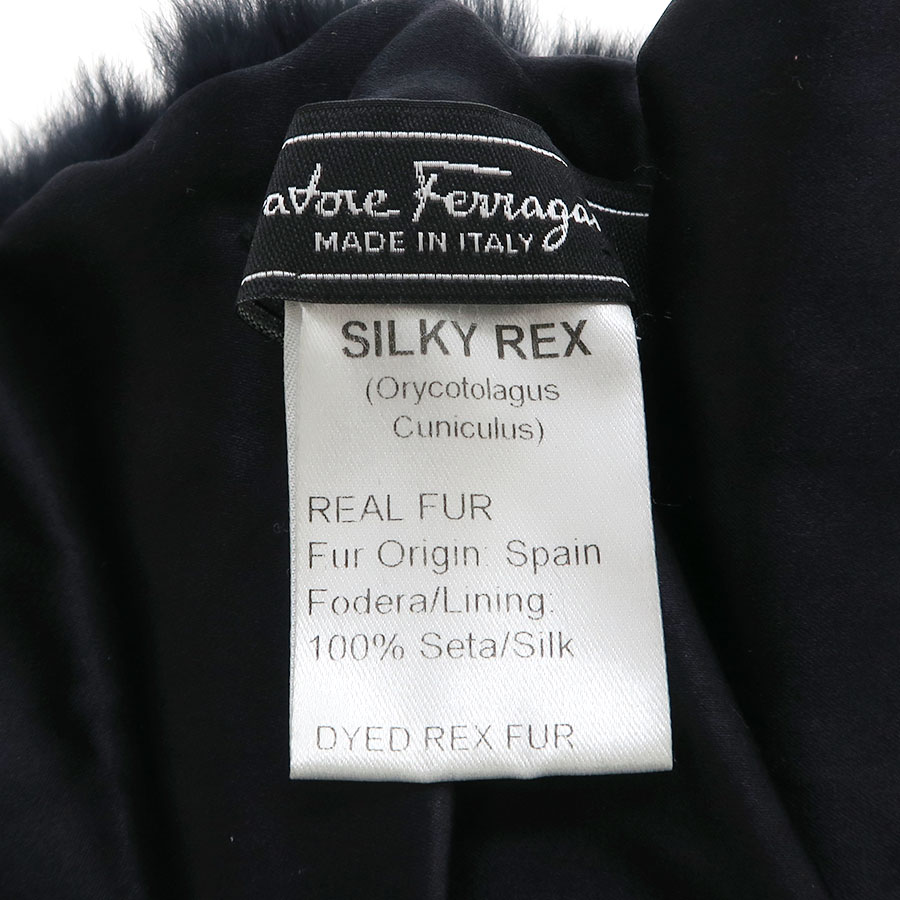 atore Ferraga
MADE IN ITALY
SILKY REX
(Orycotolagus
Cuniculus)
REAL FUR
Fur Origin: Spain
Fodera/Lining:
100% Seta/Silk
DYED REX FUR